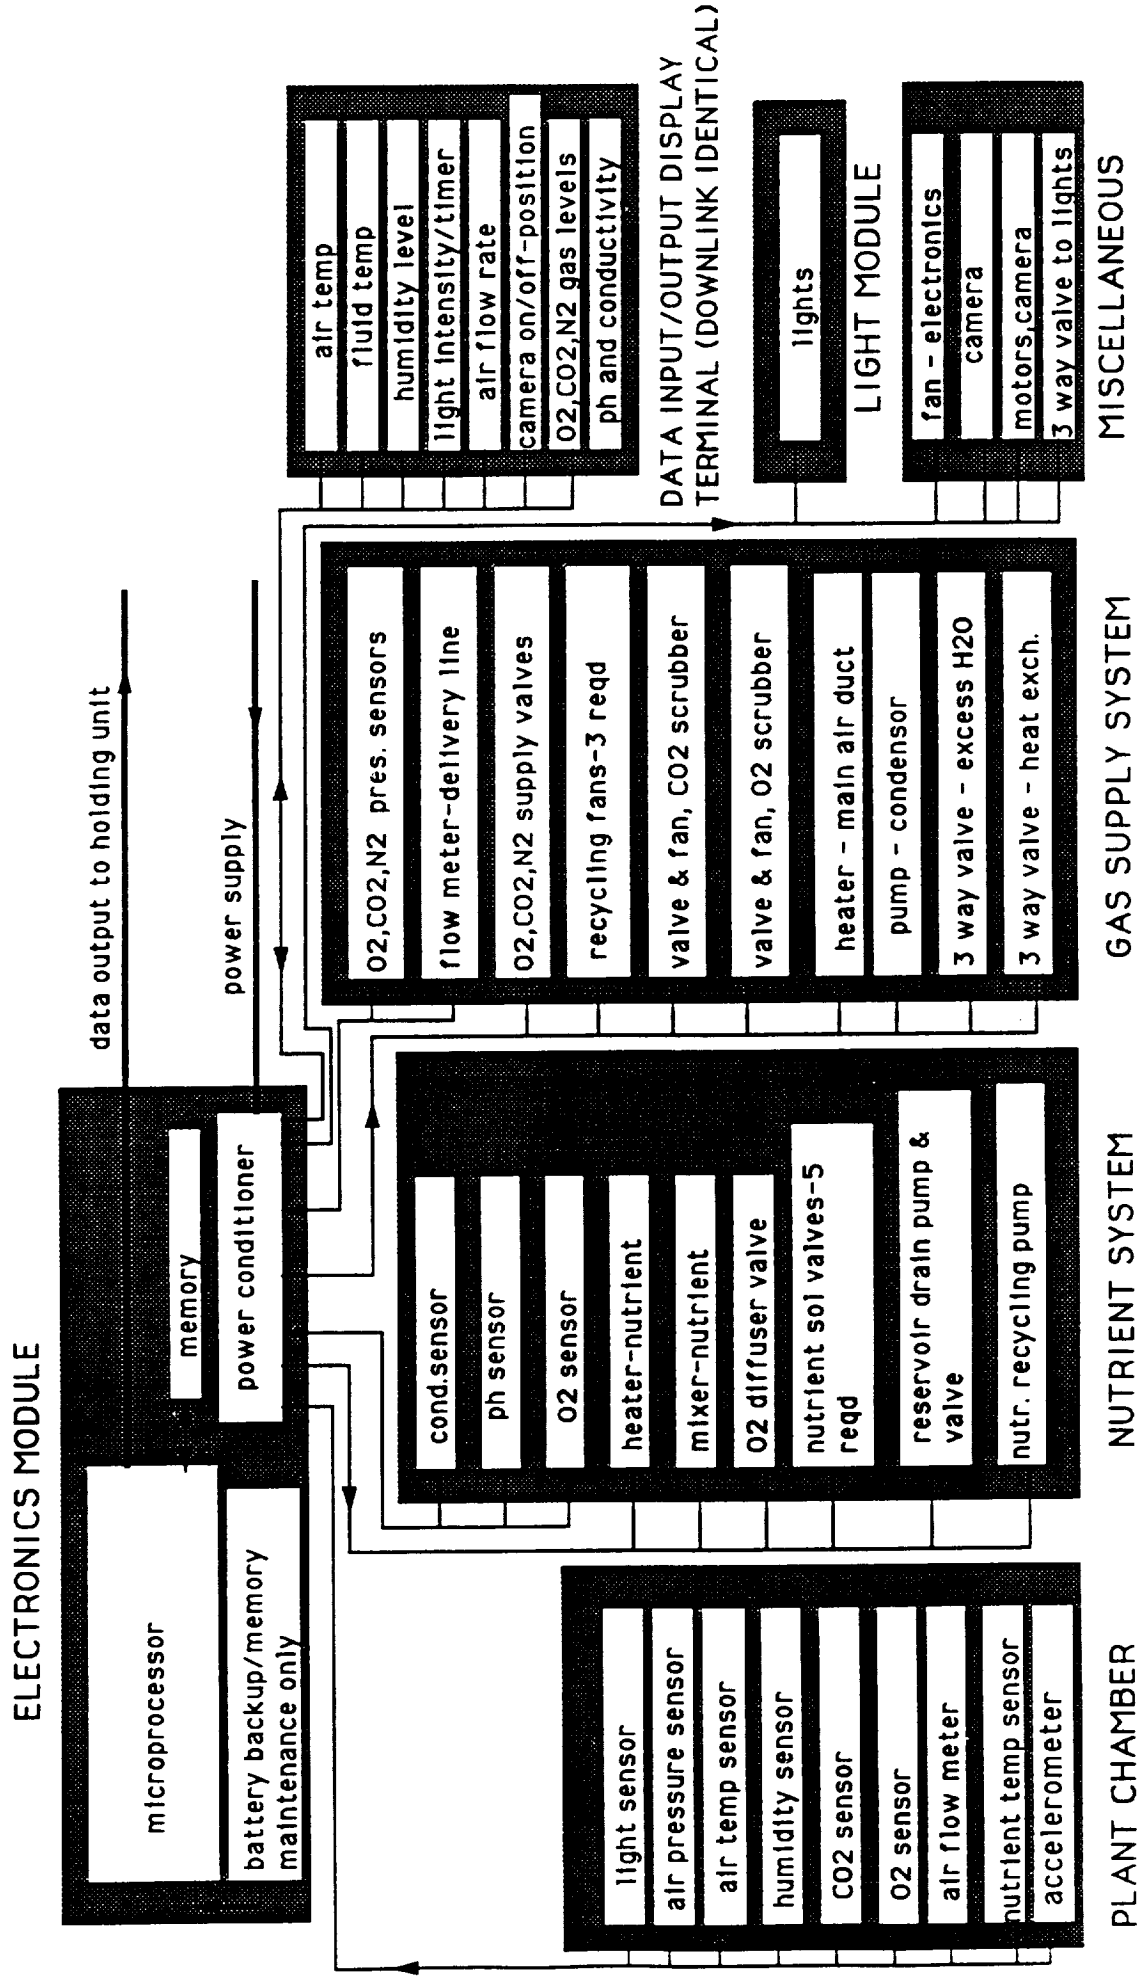 ELECTRONICS MODULE
microprocessor
battery backup/memory
maintenance only
memory
power conditioner
data output to holding unit
power supply
light sensor
air pressure sensor
air temp sensor
humidity sensor
CO2 sensor
O2 sensor
air flow meter
nutrient temp sensor
accelerometer
PLANT CHAMBER
cond.sensor
ph sensor
O2 sensor
heater-nutrient
mixer-nutrient
O2 diffuser valve
nutrient sol valves-5
reqd
reservoir drain pump &
valve
nutr. recycling pump
NUTRIENT SYSTEM
O2,CO2,N2 pres. sensors
flow meter-delivery line
O2,CO2,N2 supply valves
recycling fans-3 reqd
valve & fan, CO2 scrubber
valve & fan, O2 scrubber
heater - main air duct
pump - condensor
3 way valve - excess H2O
3 way valve - heat exch.
GAS SUPPLY SYSTEM
air temp
fluid temp
humidity level
light intensity/timer
air flow rate
camera on/off-position
O2,CO2,N2 gas levels
ph and conductivity
DATA INPUT/OUTPUT DISPLAY
TERMINAL (DOWNLINK IDENTICAL)
lights
LIGHT MODULE
fan - electronics
camera
motors,camera
3 way valve to lights
MISCELLANEOUS